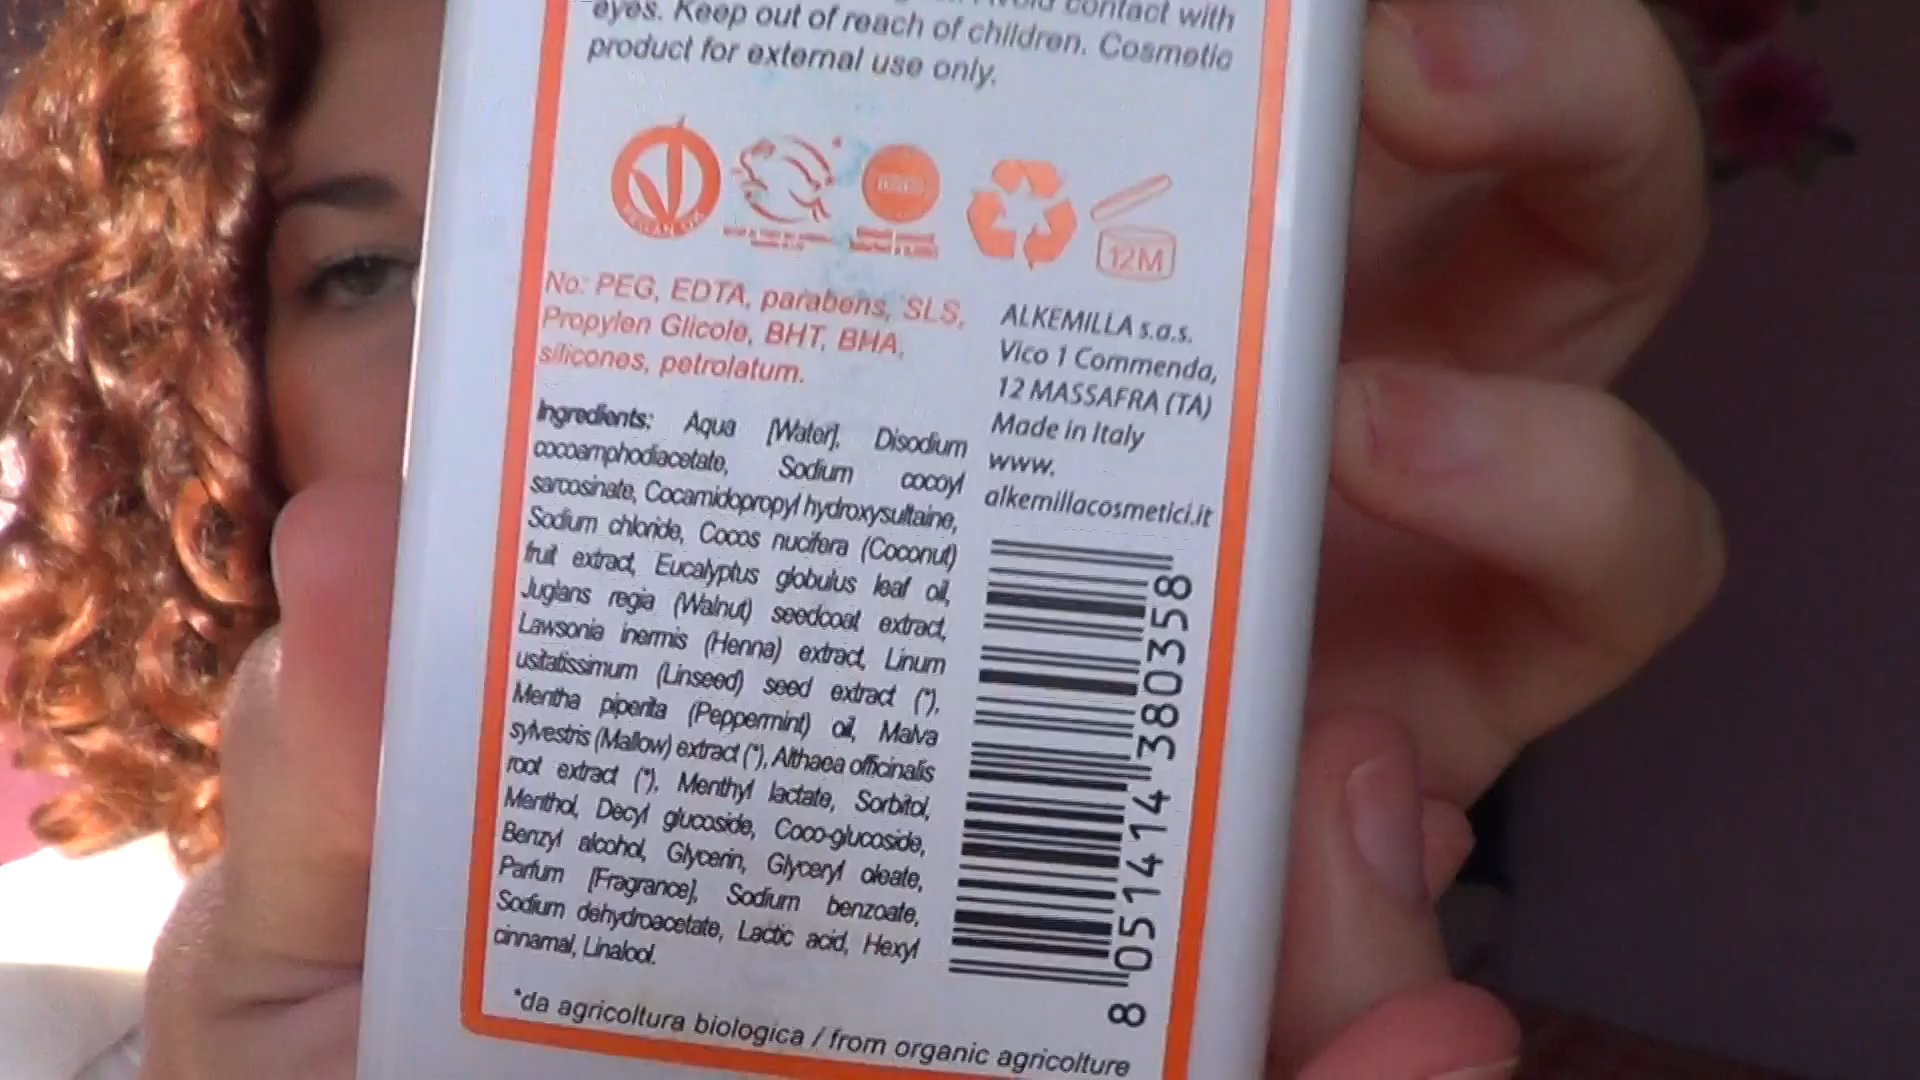 Avoid contact with
eyes. Keep out of reach of children. Cosmetic
product for external use only.
VEGAN OK
12M
No: PEG, EDTA, parabens, SLS,
Propylen Glicole, BHT, BHA,
silicones, petrolatum.
Ingredients: Aqua [Water], Disodium
cocoamphodiacetate, Sodium cocoyl
sarcosinate, Cocamidopropyl hydroxysultaine,
Sodium chloride, Cocos nucifera (Coconut)
fruit extract, Eucalyptus globulus leaf oil,
Juglans regia (Walnut) seedcoat extract,
Lawsonia inermis (Henna) extract, Linum
usitatissimum (Linseed) seed extract (*),
Mentha piperita (Peppermint) oil, Malva
sylvestris (Mallow) extract (*), Althaea officinalis
root extract (*), Menthyl lactate, Sorbitol,
Menthol, Decyl glucoside, Coco-glucoside,
Benzyl alcohol, Glycerin, Glyceryl oleate,
Parfum [Fragrance], Sodium benzoate,
Sodium dehydroacetate, Lactic acid, Hexyl
cinnamal, Linalool.
ALKEMILLA s.a.s.
Vico 1 Commenda,
12 MASSAFRA (TA)
Made in Italy
www.
alkemillacosmetici.it
8 051414 380358
*da agricoltura biologica / from organic agricolture